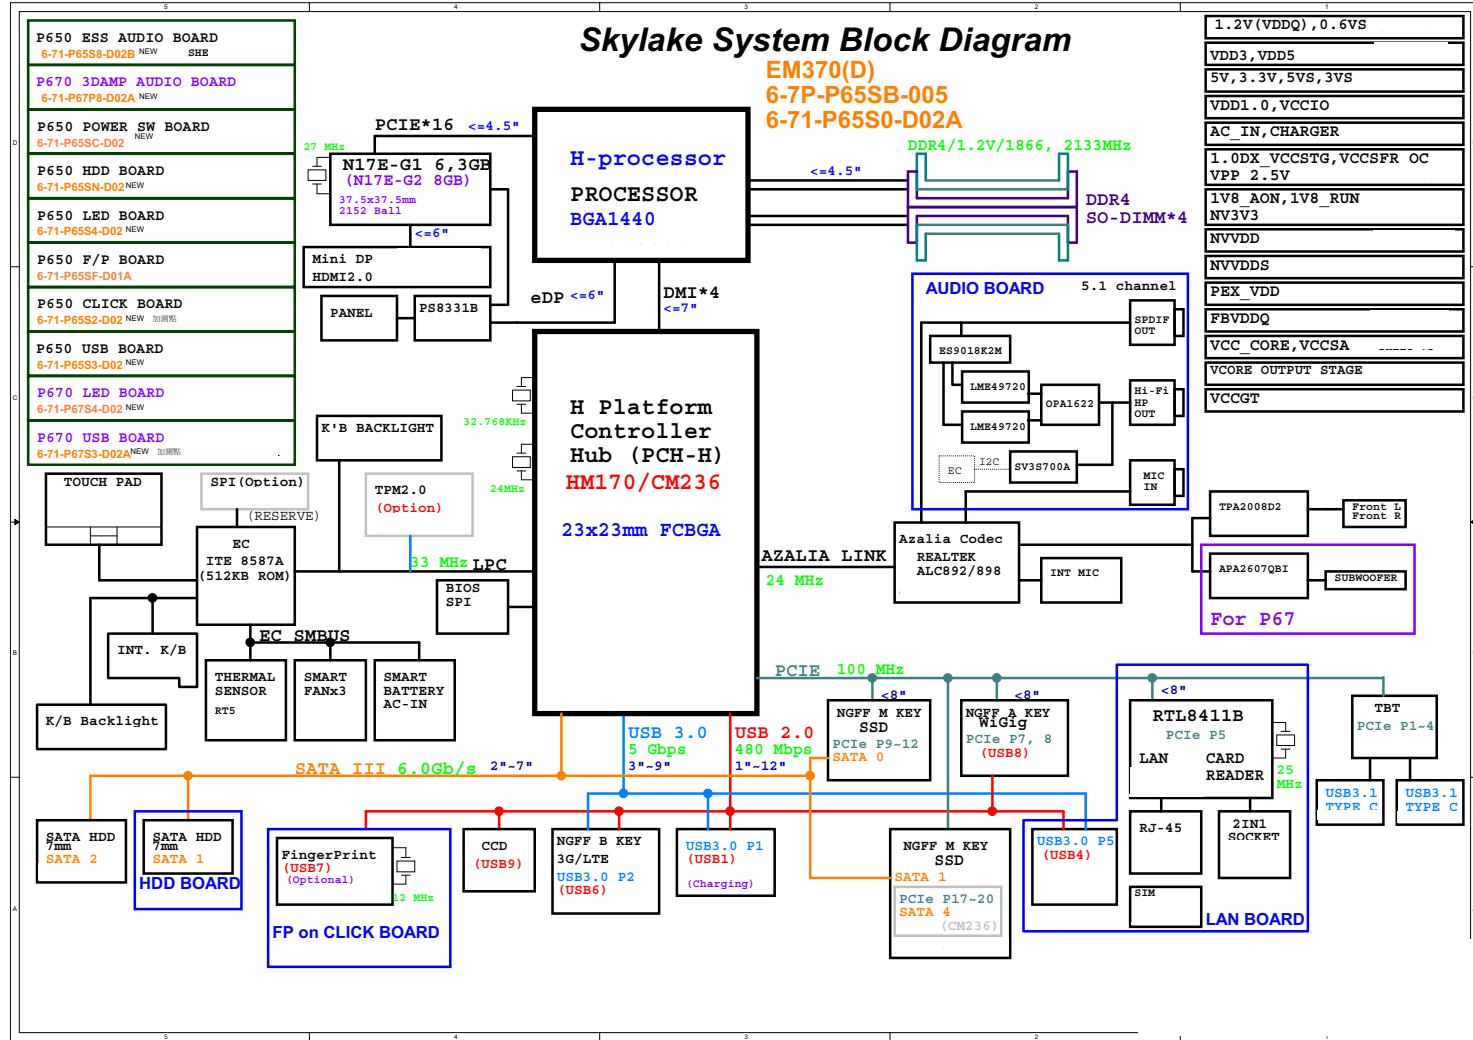 Skylake System Block Diagram
EM370(D)
6-7P-P65SB-005
6-71-P65S0-D02A
P650 ESS AUDIO BOARD
6-71-P65S8-D02B NEW SHE
P670 3DAMP AUDIO BOARD
6-71-P67P8-D02A NEW
P650 POWER SW BOARD
6-71-P65SC-D02 NEW
P650 HDD BOARD
6-71-P65SN-D02 NEW
P650 LED BOARD
6-71-P65S4-D02 NEW
P650 F/P BOARD
6-71-P65SF-D01A
P650 CLICK BOARD
6-71-P65S2-D02 NEW 加測點
P650 USB BOARD
6-71-P65S3-D02 NEW
P670 LED BOARD
6-71-P67S4-D02 NEW
P670 USB BOARD
6-71-P67S3-D02A NEW 加測點
1.2V(VDDQ),0.6VS
VDD3,VDD5
5V,3.3V,5VS,3VS
VDD1.0,VCCIO
AC_IN,CHARGER
1.0DX_VCCSTG,VCCSFR OC
VPP 2.5V
1V8_AON,1V8_RUN
NV3V3
NVVDD
NVVDDS
PEX_VDD
FBVDDQ
VCC_CORE,VCCSA
VCORE OUTPUT STAGE
VCCGT
PCIE*16 <=4.5"
27 MHz
N17E-G1 6,3GB
(N17E-G2 8GB)
37.5x37.5mm
2152 Ball
<=6"
Mini DP
HDMI2.0
PANEL
PS8331B
eDP <=6"
H-processor
PROCESSOR
BGA1440
DMI*4
<=7"
<=4.5"
DDR4/1.2V/1866, 2133MHz
DDR4
SO-DIMM*4
AUDIO BOARD
5.1 channel
SPDIF
OUT
ES9018K2M
LME49720
LME49720
OPA1622
Hi-Fi
HP
OUT
EC
I2C
SV3S700A
MIC
IN
H Platform
Controller
Hub (PCH-H)
HM170/CM236
23x23mm FCBGA
32.768KHz
24MHz
K'B BACKLIGHT
TOUCH PAD
SPI(Option)
(RESERVE)
TPM2.0
(Option)
EC
ITE 8587A
(512KB ROM)
33 MHz LPC
BIOS
SPI
EC SMBUS
INT. K/B
K/B Backlight
THERMAL
SENSOR
RT5
SMART
FANx3
SMART
BATTERY
AC-IN
AZALIA LINK
24 MHz
Azalia Codec
REALTEK
ALC892/898
INT MIC
TPA2008D2
Front L
Front R
APA2607QBI
SUBWOOFER
For P67
PCIE 100 MHz
<8"
NGFF M KEY
SSD
PCIe P9~12
SATA 0
<8"
NGFF A KEY
WiGig
PCIe P7, 8
(USB8)
<8"
RTL8411B
PCIe P5
LAN
CARD
READER
25
MHz
TBT
PCIe P1~4
USB3.1
TYPE C
USB3.1
TYPE C
RJ-45
2IN1
SOCKET
SIM
LAN BOARD
USB 3.0
5 Gbps
3"~9"
USB 2.0
480 Mbps
1"~12"
SATA III 6.0Gb/s 2"~7"
SATA HDD
7mm
SATA 2
SATA HDD
7mm
SATA 1
HDD BOARD
FingerPrint
(USB7)
(Optional)
12 MHz
FP on CLICK BOARD
CCD
(USB9)
NGFF B KEY
3G/LTE
USB3.0 P2
(USB6)
USB3.0 P1
(USB1)
(Charging)
NGFF M KEY
SSD
SATA 1
PCIe P17~20
SATA 4
(CM236)
USB3.0 P5
(USB4)
5
4
3
2
1
5
4
3
2
1
D
C
B
A